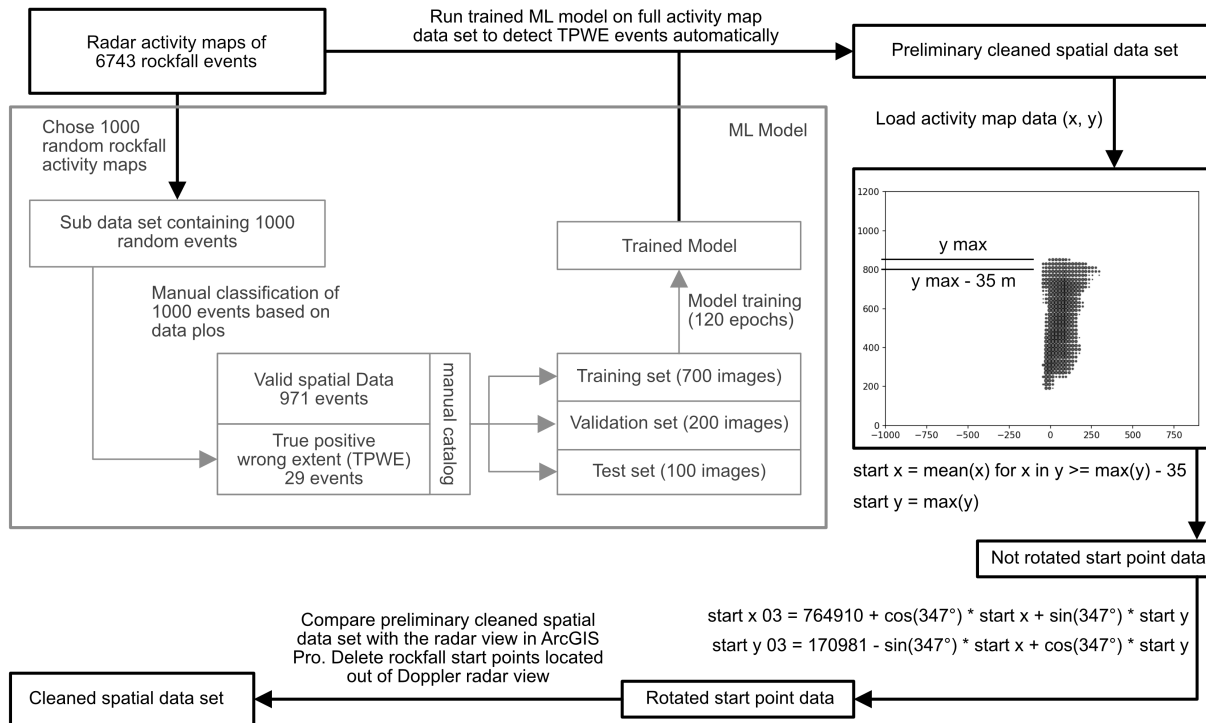 Radar activity maps of
6743 rockfall events
Run trained ML model on full activity map
data set to detect TPWE events automatically
Preliminary cleaned spatial data set
Chose 1000
random rockfall
activity maps
ML Model
Load activity map data (x, y)
Sub data set containing 1000
random events
Trained Model
Manual classification of
1000 events based on
data plos
Model training
(120 epochs)
Valid spatial Data
971 events
True positive
wrong extent (TPWE)
29 events
manual catalog
Training set (700 images)
Validation set (200 images)
Test set (100 images)
1200
1000
800
600
400
200
0
y max
y max - 35 m
−1000 −750 −500 −250 0 250 500 750
start x = mean(x) for x in y >= max(y) - 35
start y = max(y)
Not rotated start point data
start x 03 = 764910 + cos(347°) * start x + sin(347°) * start y
start y 03 = 170981 - sin(347°) * start x + cos(347°) * start y
Rotated start point data
Compare preliminary cleaned spatial
data set with the radar view in ArcGIS
Pro. Delete rockfall start points located
out of Doppler radar view
Cleaned spatial data set